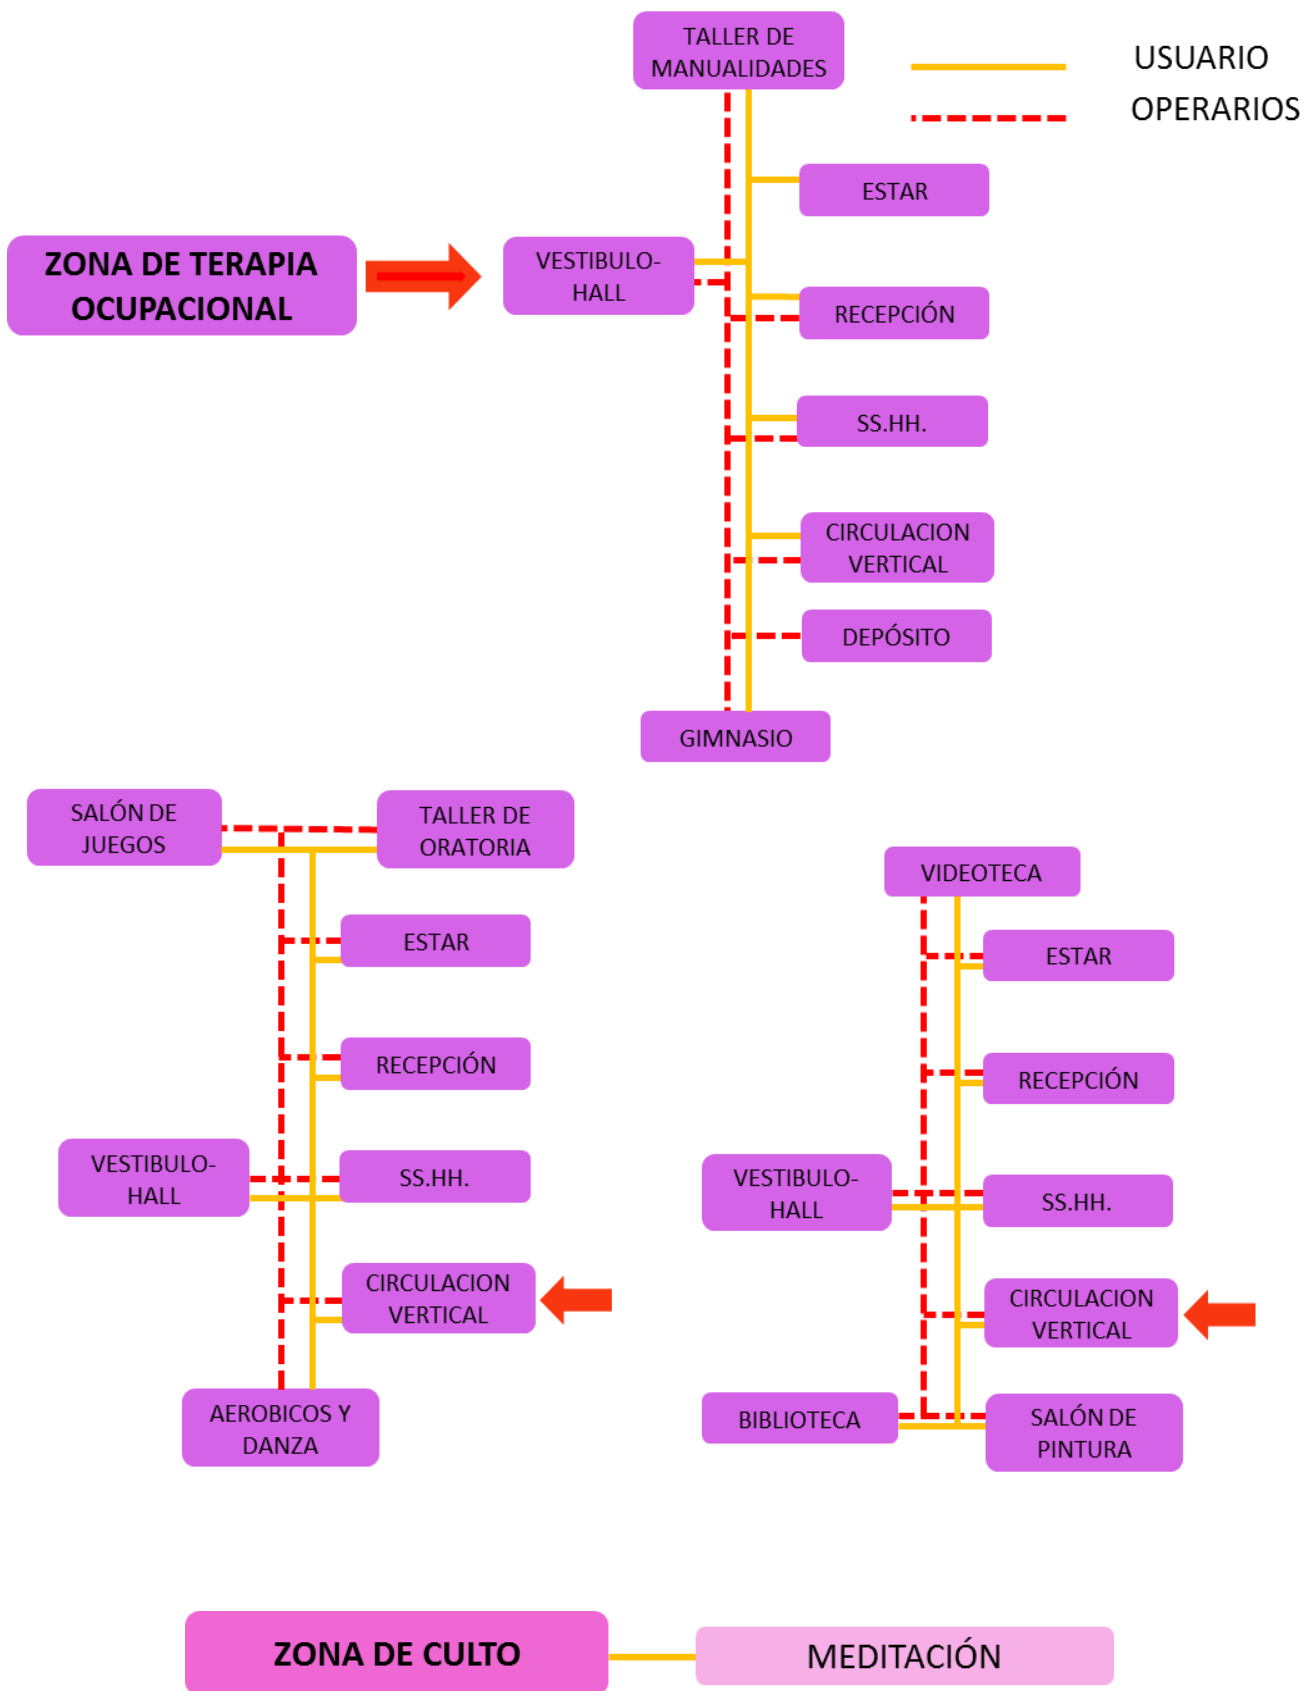 TALLER DE
MANUALIDADES
USUARIO
OPERARIOS
ESTAR
ZONA DE TERAPIA
OCUPACIONAL
VESTIBULO-
HALL
RECEPCIÓN
SS.HH.
CIRCULACION
VERTICAL
DEPÓSITO
GIMNASIO
SALÓN DE
JUEGOS
TALLER DE
ORATORIA
ESTAR
RECEPCIÓN
VESTIBULO-
HALL
SS.HH.
CIRCULACION
VERTICAL
AEROBICOS Y
DANZA
VIDEOTECA
ESTAR
RECEPCIÓN
VESTIBULO-
HALL
SS.HH.
CIRCULACION
VERTICAL
BIBLIOTECA
SALÓN DE
PINTURA
ZONA DE CULTO
MEDITACIÓN